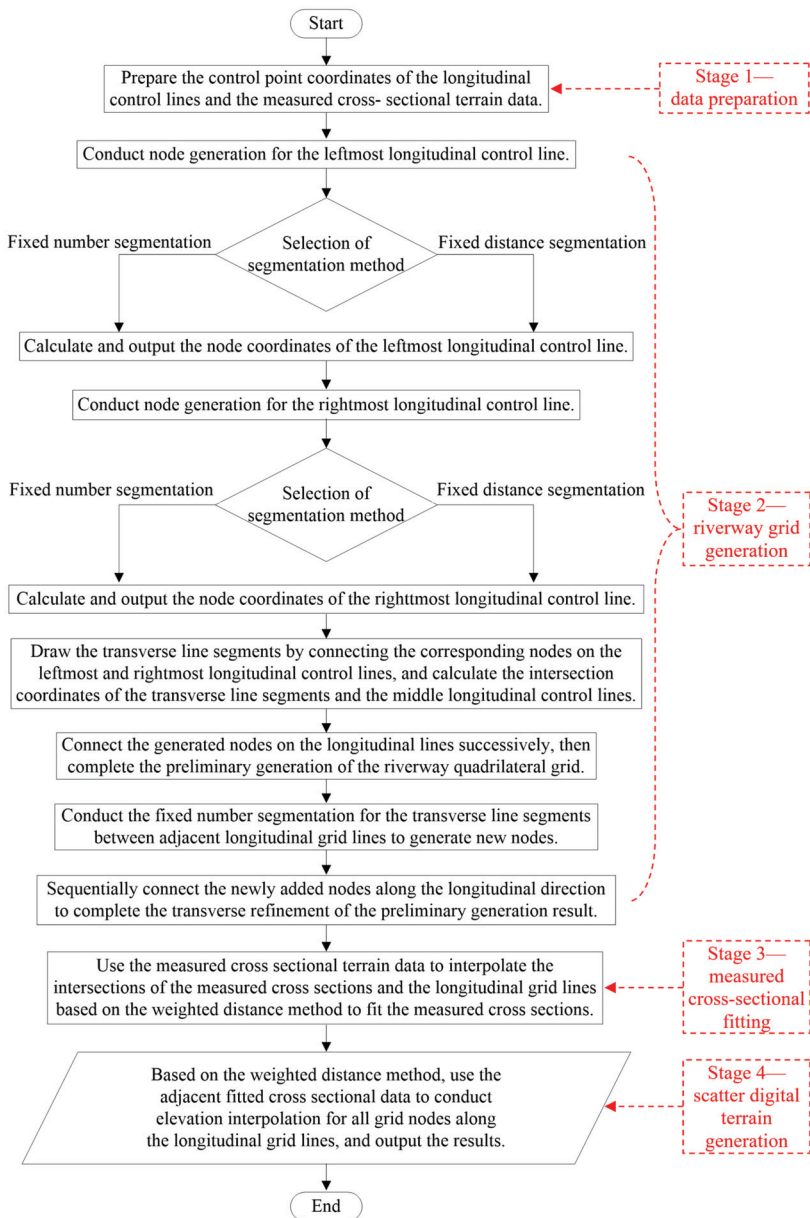 Start
Prepare the control point coordinates of the longitudinal
control lines and the measured cross- sectional terrain data.
Stage 1—
data preparation
Conduct node generation for the leftmost longitudinal control line.
Fixed number segmentation
Selection of
segmentation method
Fixed distance segmentation
Calculate and output the node coordinates of the leftmost longitudinal control line.
Conduct node generation for the rightmost longitudinal control line.
Fixed number segmentation
Selection of
segmentation method
Fixed distance segmentation
Stage 2—
riverway grid
generation
Calculate and output the node coordinates of the righttmost longitudinal control line.
Draw the transverse line segments by connecting the corresponding nodes on the
leftmost and rightmost longitudinal control lines, and calculate the intersection
coordinates of the transverse line segments and the middle longitudinal control lines.
Connect the generated nodes on the longitudinal lines successively, then
complete the preliminary generation of the riverway quadrilateral grid.
Conduct the fixed number segmentation for the transverse line segments
between adjacent longitudinal grid lines to generate new nodes.
Sequentially connect the newly added nodes along the longitudinal direction
to complete the transverse refinement of the preliminary generation result.
Use the measured cross sectional terrain data to interpolate the
intersections of the measured cross sections and the longitudinal grid lines
based on the weighted distance method to fit the measured cross sections.
Stage 3—
measured
cross-sectional
fitting
Based on the weighted distance method, use the
adjacent fitted cross sectional data to conduct
elevation interpolation for all grid nodes along
the longitudinal grid lines, and output the results.
Stage 4—
scatter digital
terrain
generation
End